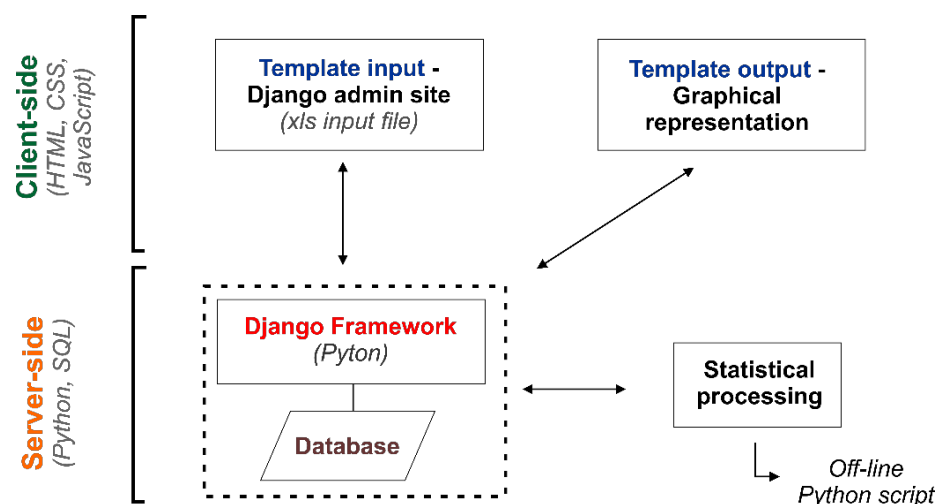 Client-side
(HTML, CSS,
JavaScript)
Template input -
Django admin site
(xls input file)
Template output -
Graphical
representation
Server-side
(Python, SQL)
Django Framework
(Pyton)
Database
Statistical
processing
Off-line
Python script